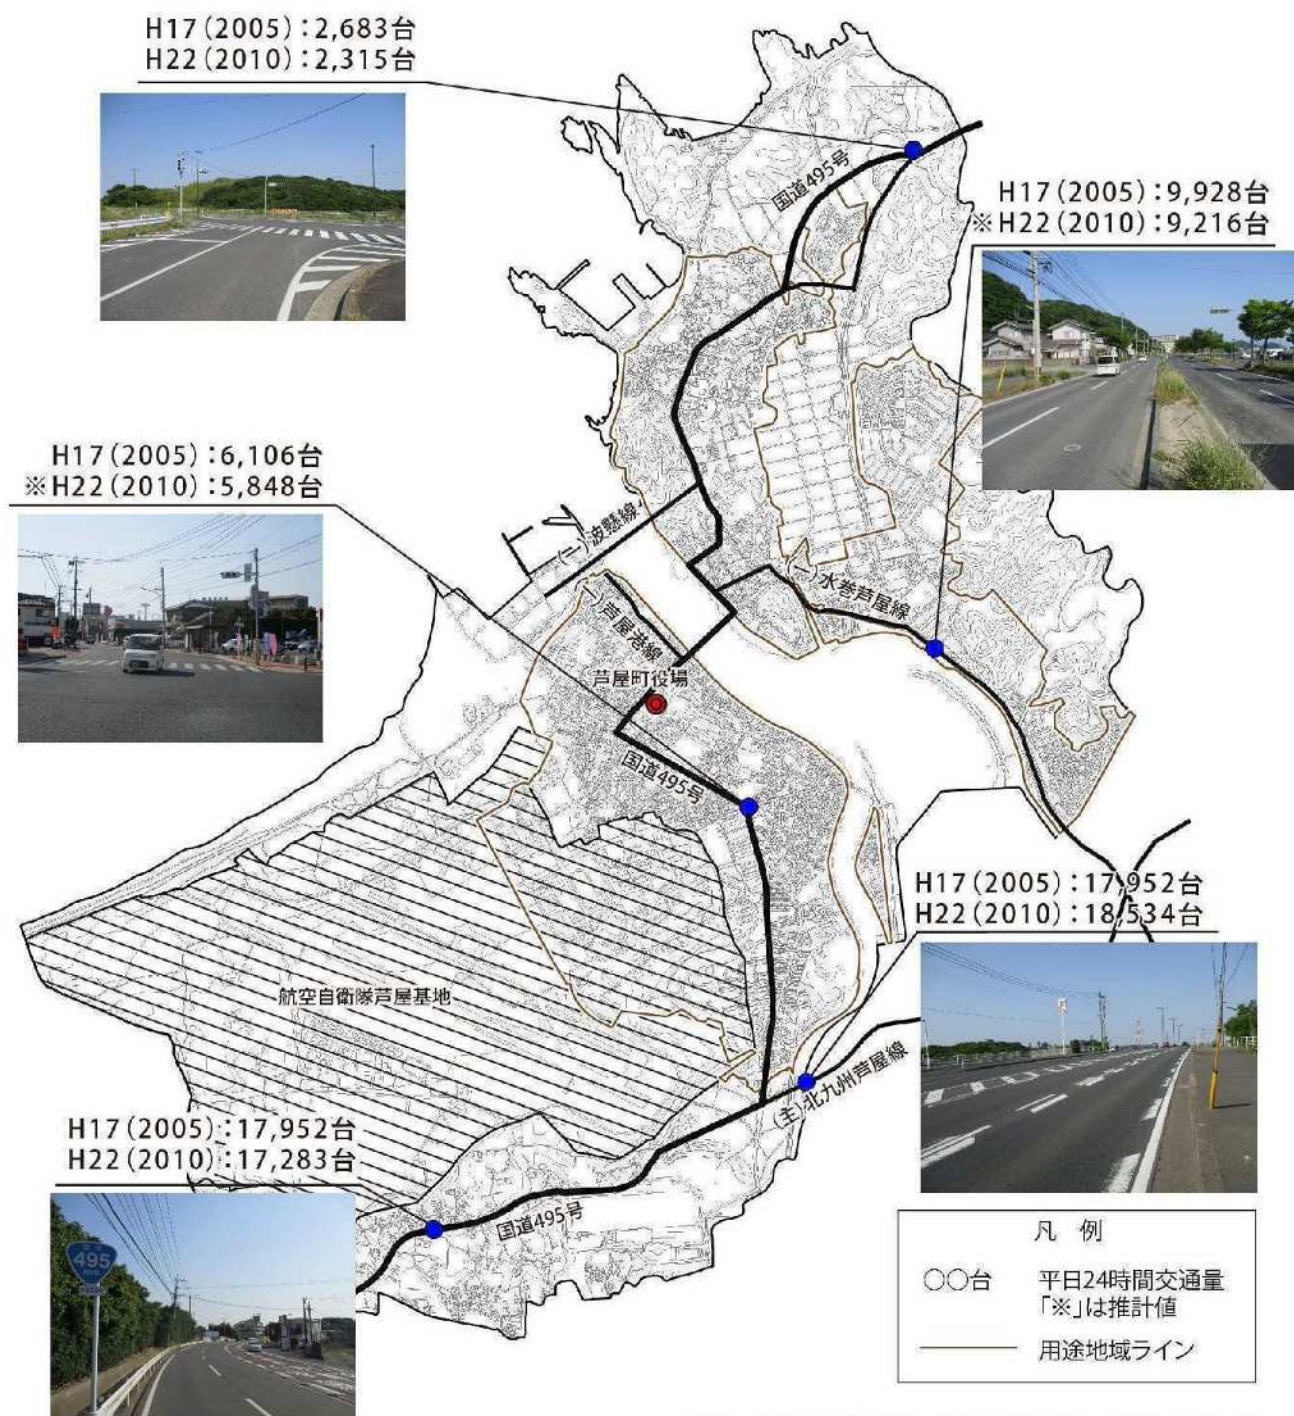 H17(2005):2,683台
H22(2010):2,315台
国道495号
H17(2005):9,928台
※H22(2010):9,216台
H17(2005):6,106台
※H22(2010):5,848台
(二)波懸線
(一)水巻芦屋線
(一)芦屋港線
芦屋町役場
国道495号
H17(2005):17,952台
H22(2010):18,534台
航空自衛隊芦屋基地
(主)北九州芦屋線
H17(2005):17,952台
H22(2010):17,283台
国道495号
495
凡 例
○○台 平日24時間交通量
「※」は推計値
用途地域ライン